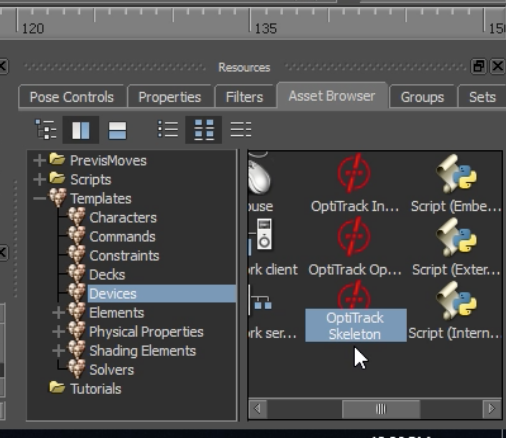 120 135 150
Resources
Pose Controls Properties Filters Asset Browser Groups Sets
PrevisMoves
Scripts
Templates
Characters
Commands
Constraints
Decks
Devices
Elements
Physical Properties
Shading Elements
Solvers
Tutorials
ouse OptiTrack In... Script (Embe...
rk client OptiTrack Op... Script (Exter...
rk ser... OptiTrack Skeleton Script (Intern...